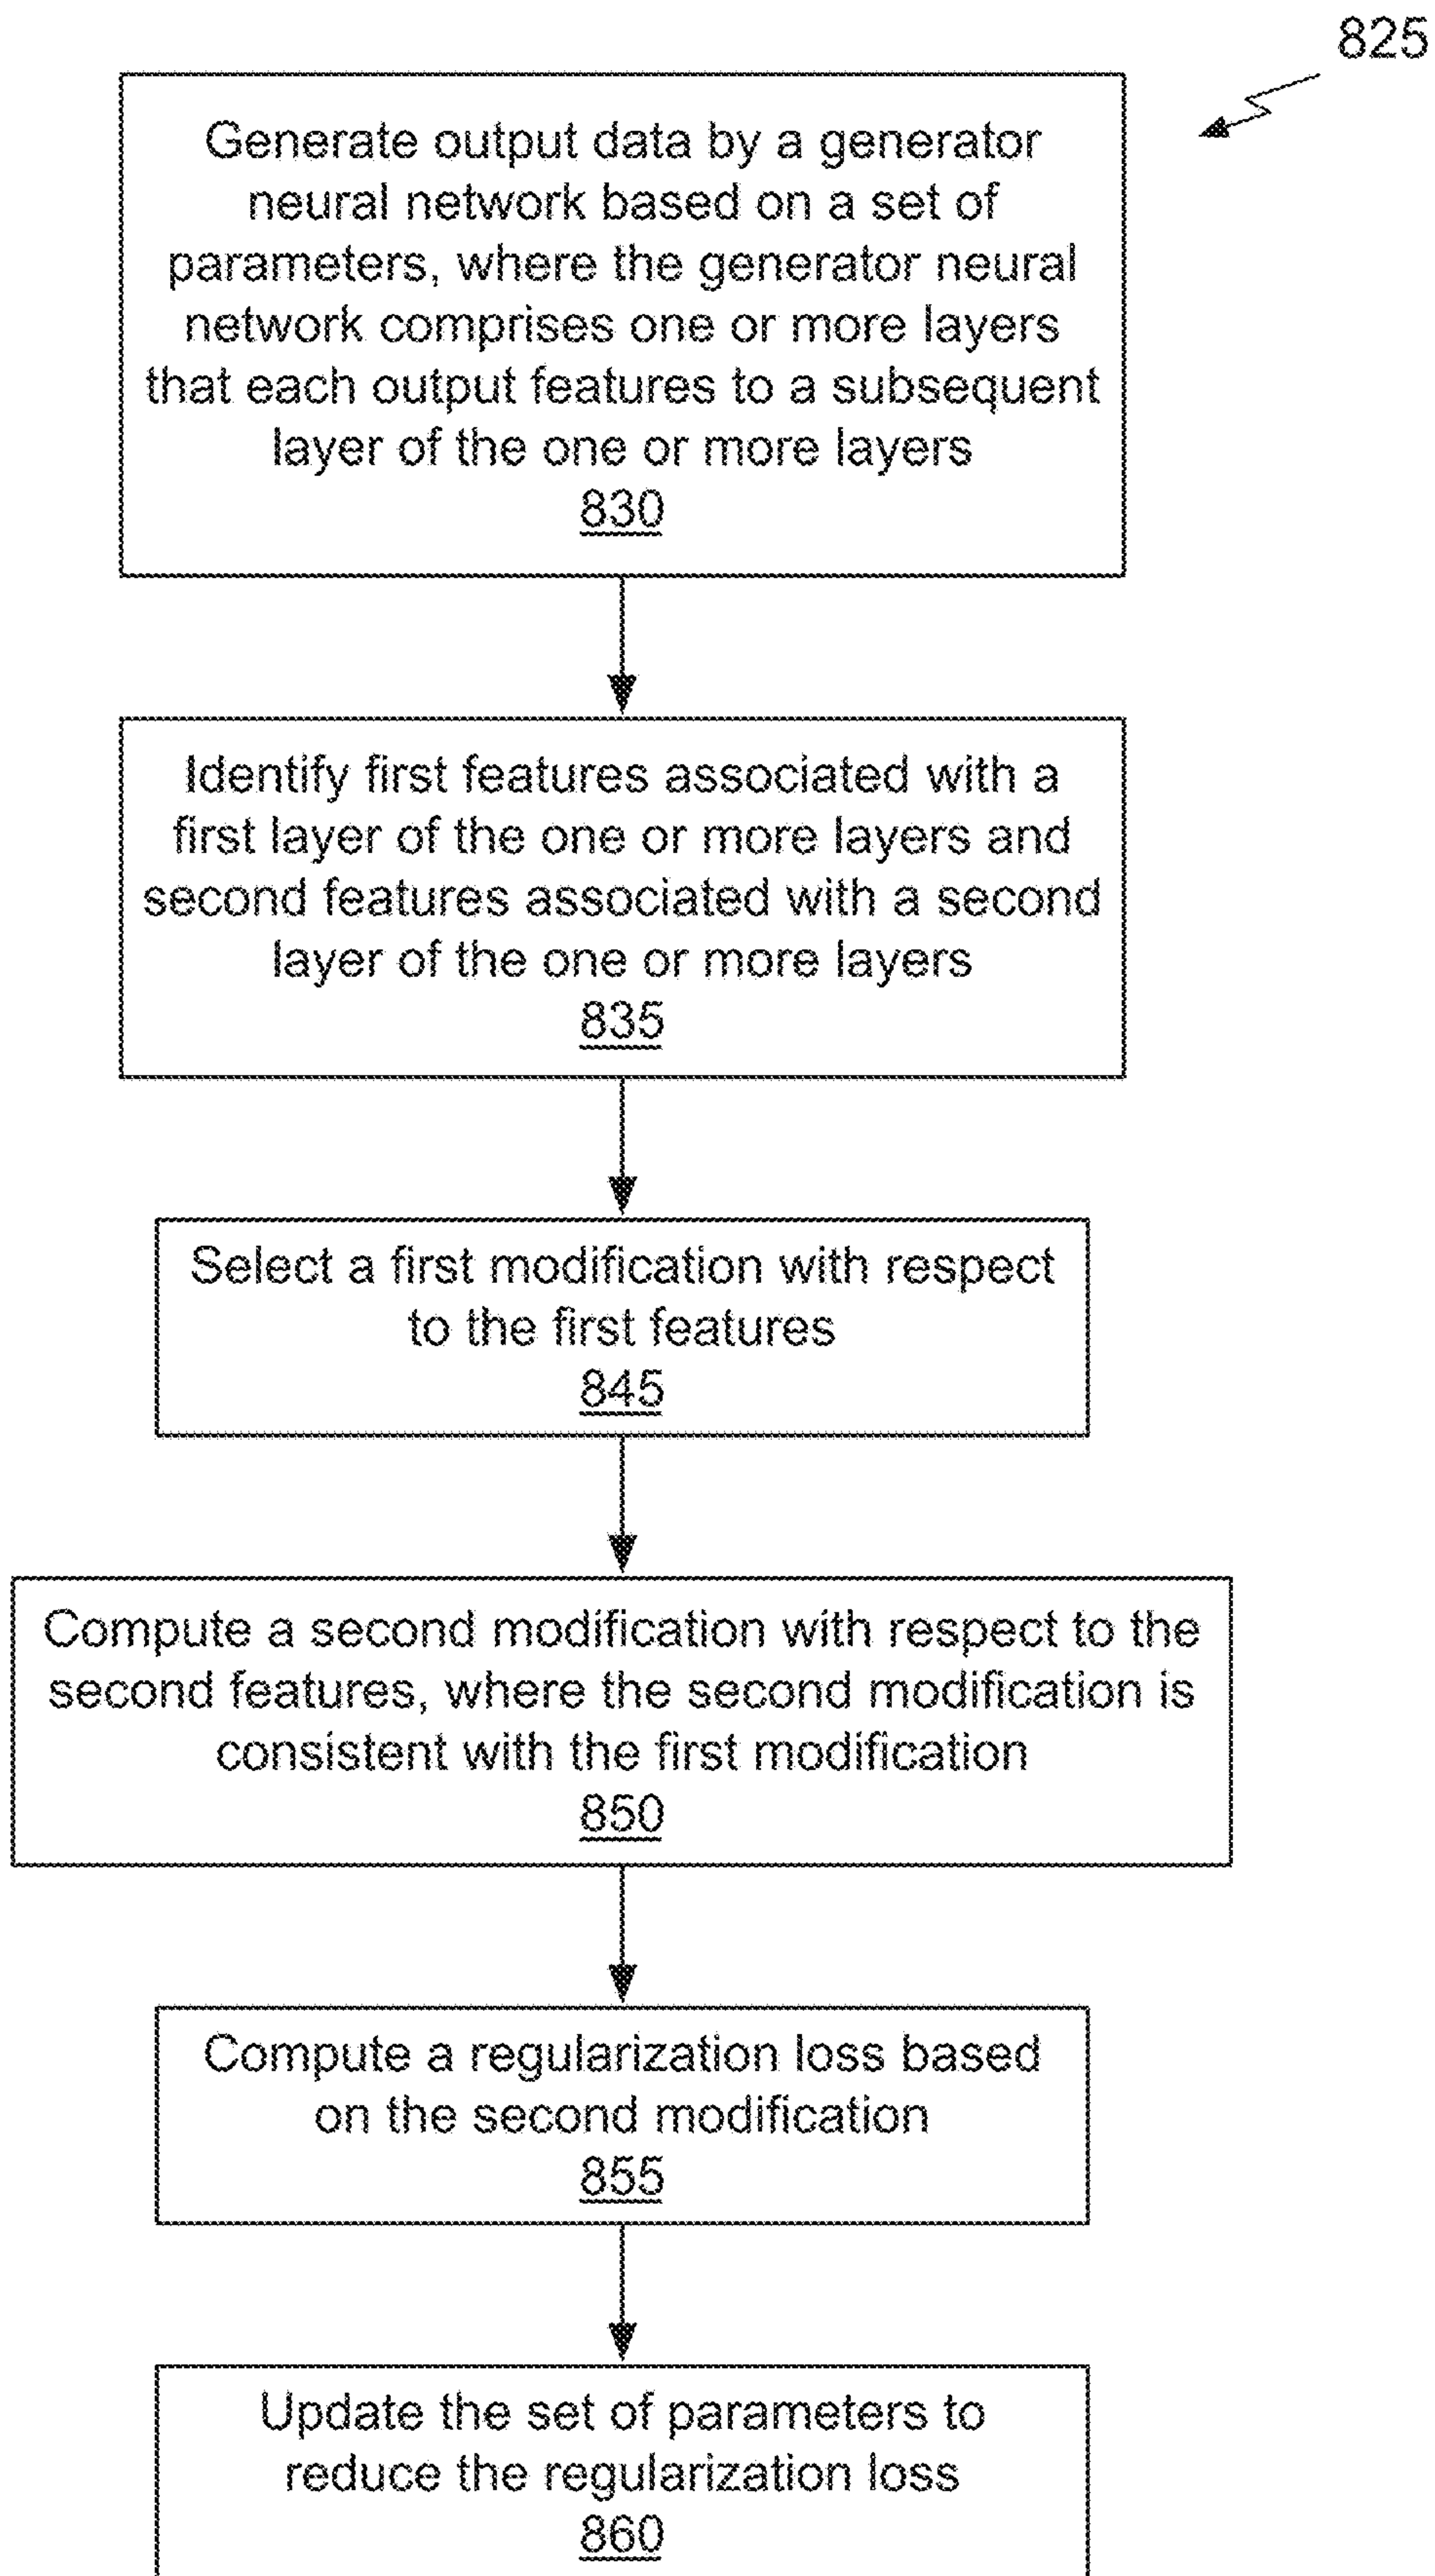 825
Generate output data by a generator
neural network based on a set of
parameters, where the generator neural
network comprises one or more layers
that each output features to a subsequent
layer of the one or more layers
830
Identify first features associated with a
first layer of the one or more layers and
second features associated with a second
layer of the one or more layers
835
Select a first modification with respect
to the first features
845
Compute a second modification with respect to the
second features, where the second modification is
consistent with the first modification
850
Compute a regularization loss based
on the second modification
855
Update the set of parameters to
reduce the regularization loss
860